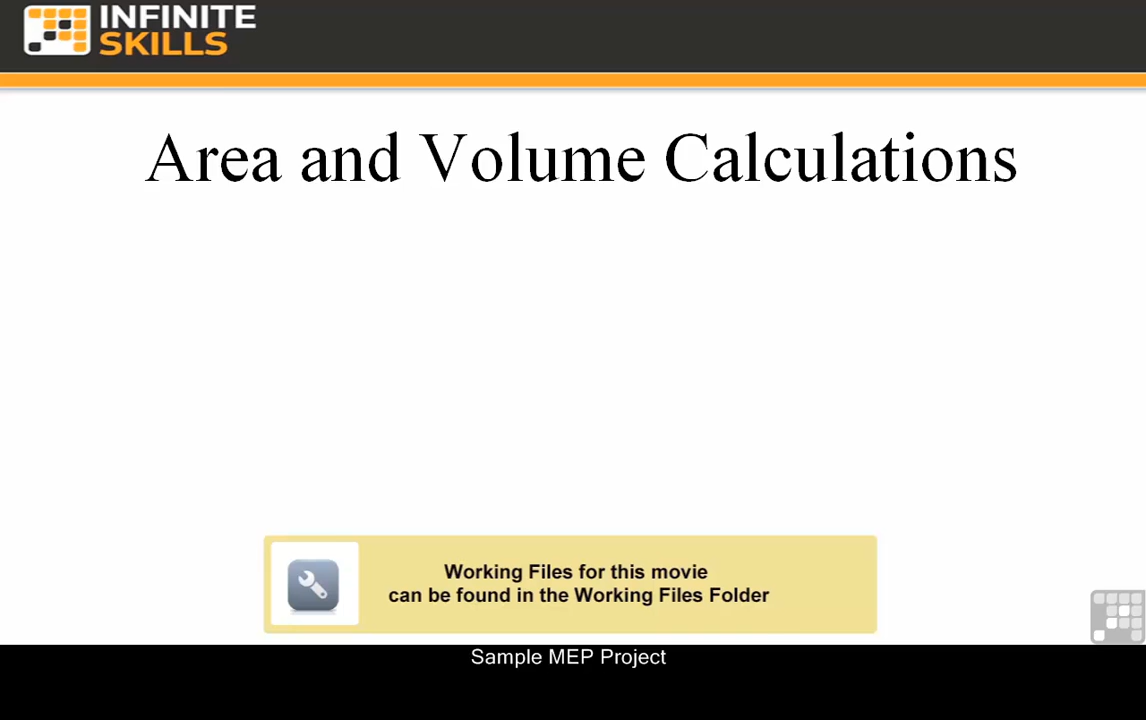 INFINITE
SKILLS
Area and Volume Calculations
Working Files for this movie
can be found in the Working Files Folder
Sample MEP Project